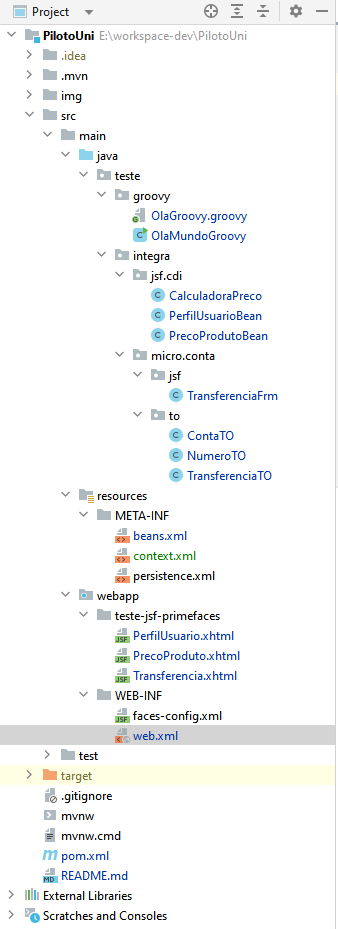 Project
PilotoUni E:\workspace-dev\PilotoUni
.idea
.mvn
img
src
main
java
teste
groovy
OlaGroovy.groovy
OlaMundoGroovy
integra
jsf.cdi
CalculadoraPreco
PerfilUsuarioBean
PrecoProdutoBean
micro.conta
jsf
TransferenciaFrm
to
ContaTO
NumeroTO
TransferenciaTO
resources
META-INF
beans.xml
context.xml
persistence.xml
webapp
teste-jsf-primefaces
PerfilUsuario.xhtml
PrecoProduto.xhtml
Transferencia.xhtml
WEB-INF
faces-config.xml
web.xml
test
target
.gitignore
mvnw
mvnw.cmd
pom.xml
README.md
External Libraries
Scratches and Consoles